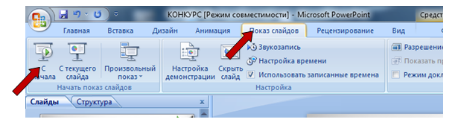 КОНКУРС [Режим совместимости] - Microsoft PowerPoint
Средст
Главная Вставка Дизайн Анимация Показ слайдов Рецензирование Вид
С начала
С текущего слайда
Произвольный показ
Настройка демонстрации
Скрыть слайд
Звукозапись
Настройка времени
Использовать записанные времена
Разрешение
Показать п
Режим докл
Начать показ слайдов
Настройка
Слайды Структура x